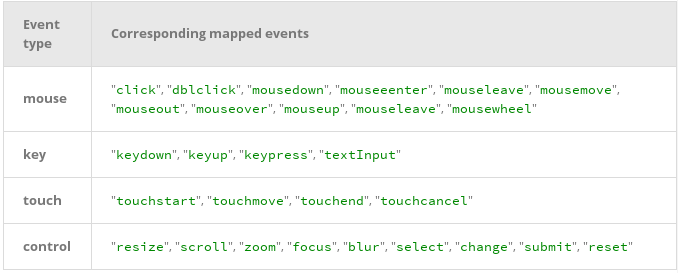 Event type
Corresponding mapped events
mouse
"click","dblclick","mousedown","mouseeenter","mouseleave","mousemove",
"mouseout","mouseover","mouseup","mouseleave","mousewheel"
key
"keydown","keyup","keypress","textInput"
touch
"touchstart","touchmove","touchend","touchcancel"
control
"resize","scroll","zoom","focus","blur","select","change","submit","reset"